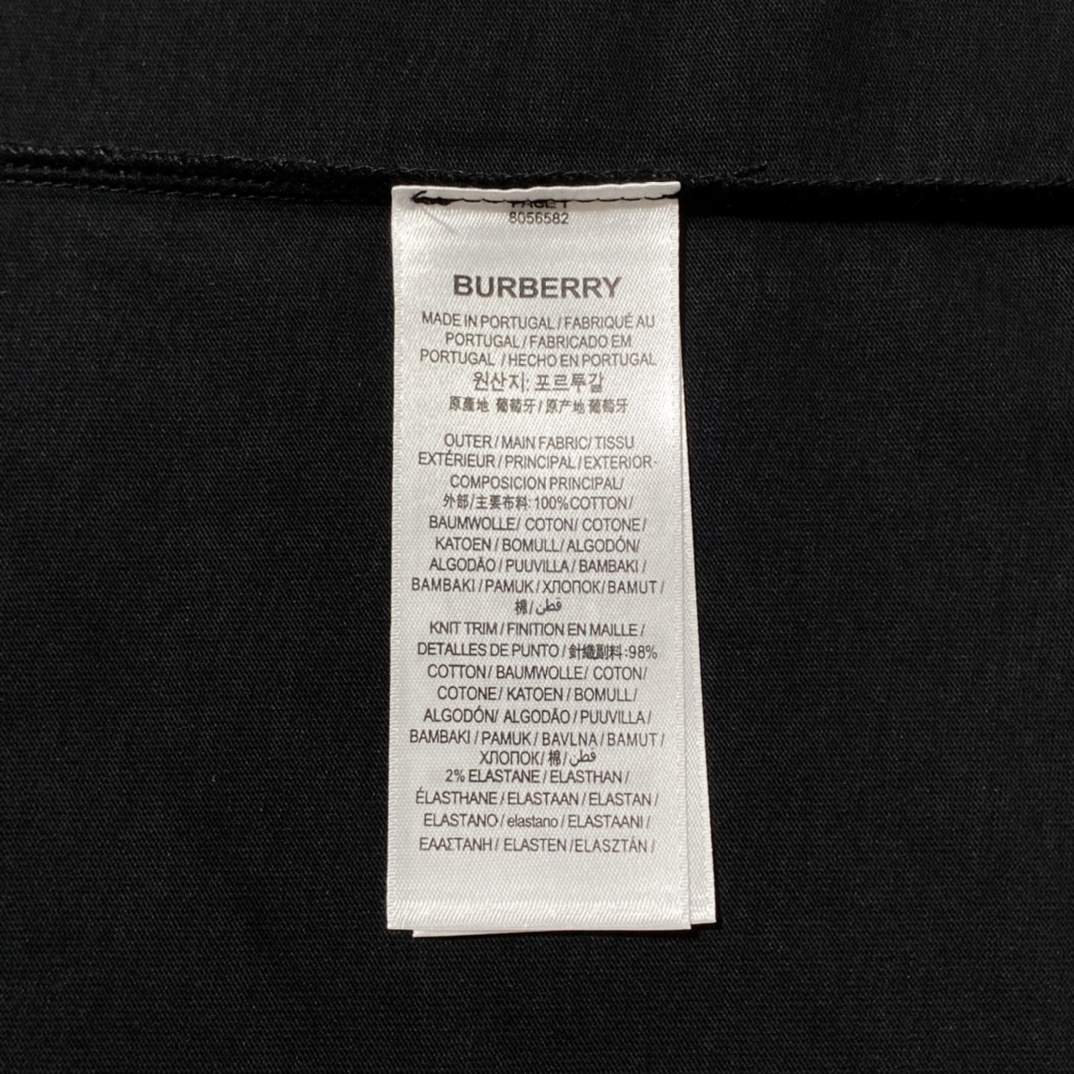 8056582
BURBERRY
MADE IN PORTUGAL / FABRIQUÉ AU
PORTUGAL / FABRICADO EM
PORTUGAL / HECHO EN PORTUGAL
원산지: 포르투갈
原產地 葡萄牙 / 原产地 葡萄牙
OUTER / MAIN FABRIC / TISSU
EXTÉRIEUR / PRINCIPAL / EXTERIOR-
COMPOSICION PRINCIPAL/
外部/主要布料: 100% COTTON /
BAUMWOLLE/ COTON/ COTONE /
KATOEN / BOMULL/ ALGODÓN/
ALGODÃO / PUUVILLA / BAMBAKI /
BAMBAKI / PAMUK / ХЛОПОК/ BAMUT /
棉/ قطن
KNIT TRIM / FINITION EN MAILLE /
DETALLES DE PUNTO / 針織副料:98%
COTTON / BAUMWOLLE/ COTON/
COTONE / KATOEN / BOMULL/
ALGODÓN/ ALGODÃO / PUUVILLA /
BAMBAKI / PAMUK / BAVLNA / BAMUT /
ХЛОПОК/ 棉/ قطن
2% ELASTANE / ELASTHAN /
ÉLASTHANE / ELASTAAN / ELASTAN /
ELASTANO / elastano / ELASTAANI /
ΕΛΑΣΤΑΝΗ / ELASTEN / ELASZTÁN /